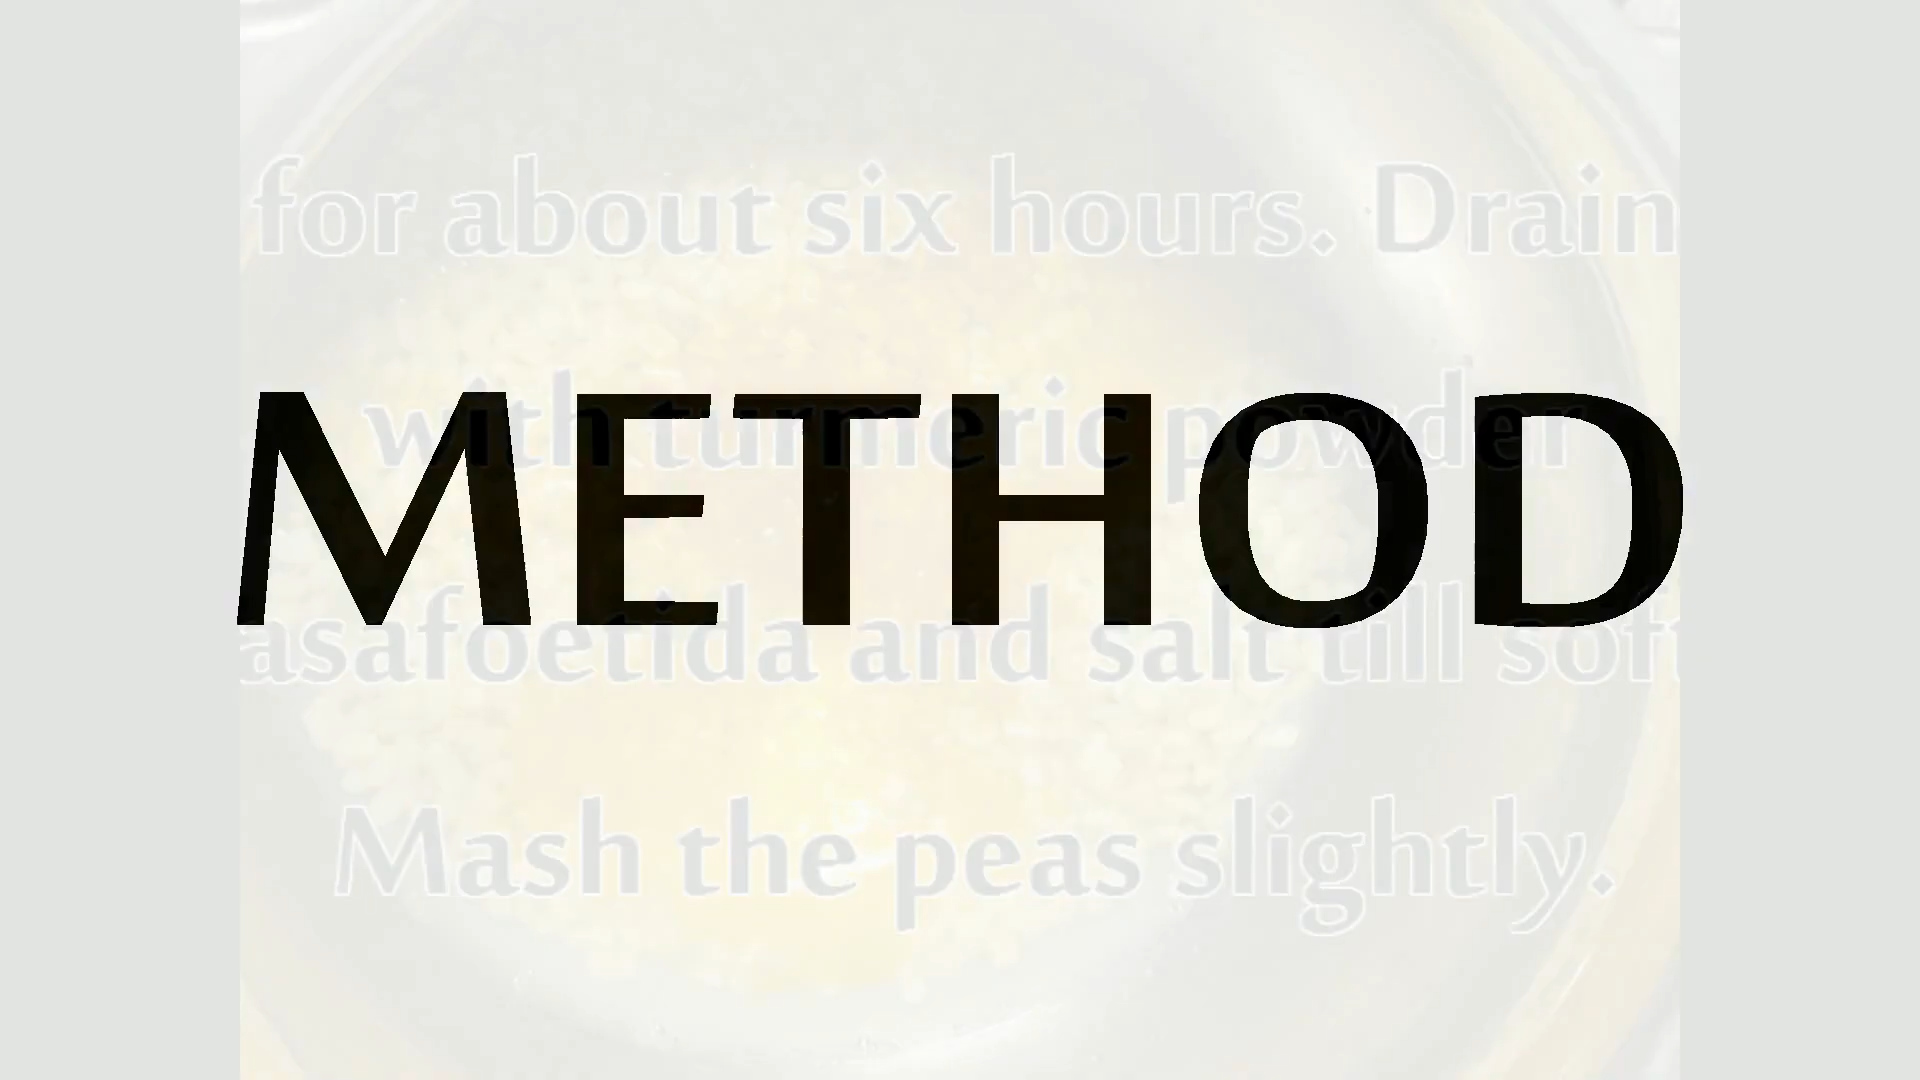 METHOD
for about six hours. Drain
with turmeric powder
asafoetida and salt till soft
Mash the peas slightly.